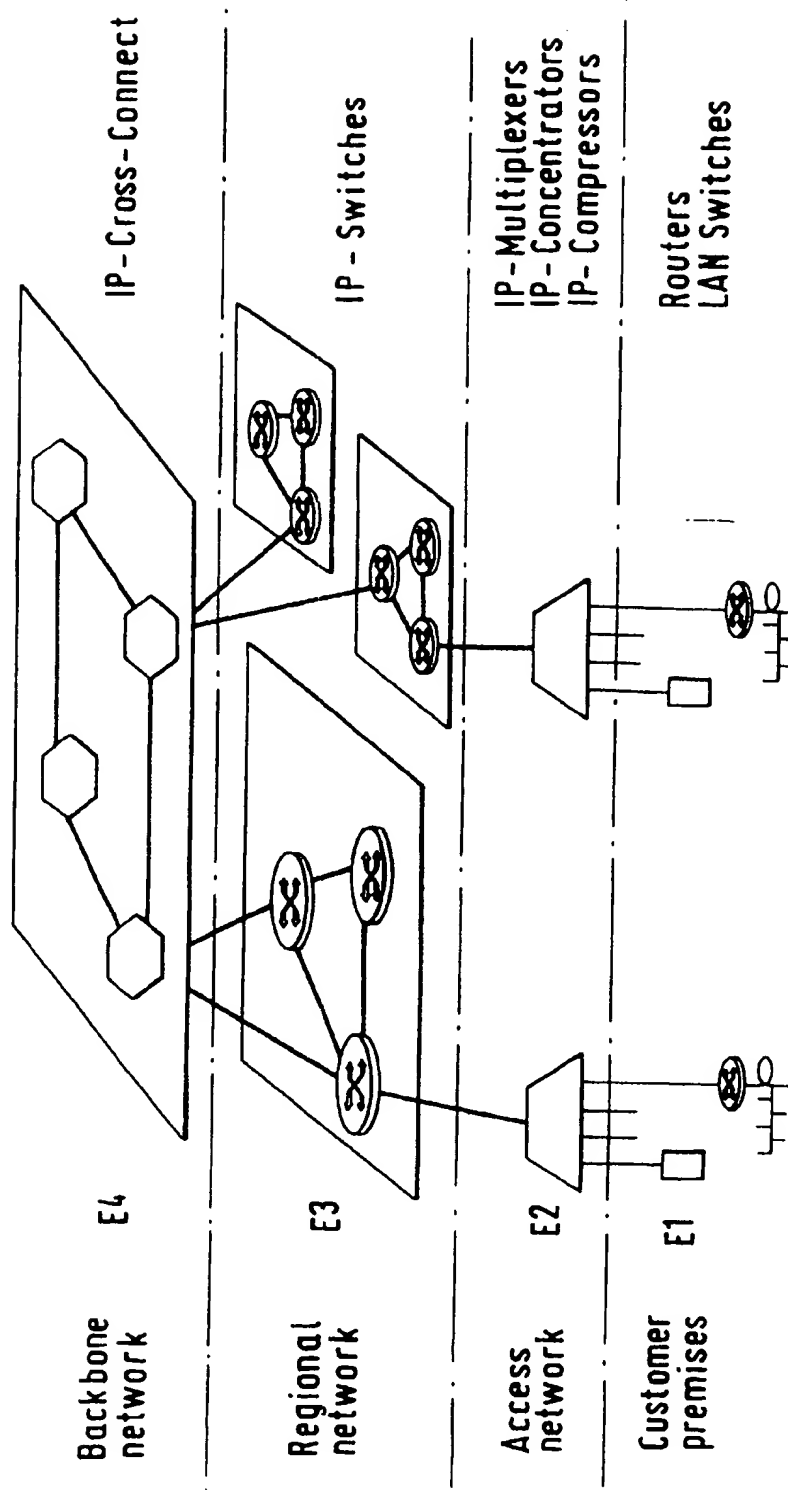 Backbone
network
E4
IP-Cross-Connect
Regional
network
E3
IP-Switches
Access
network
E2
IP-Multiplexers
IP-Concentrators
IP-Compressors
Customer
premises
E1
Routers
LAN Switches